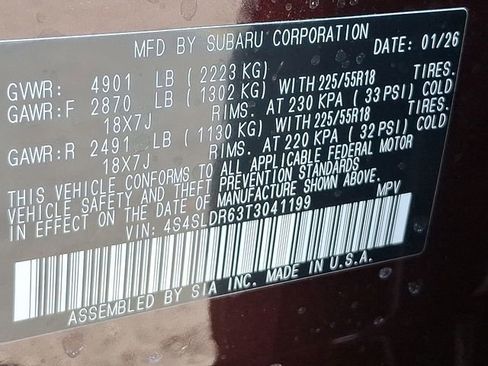 MFD BY SUBARU CORPORATION DATE: 01/26
GVWR: 4901 LB (2223 KG)
GAWR:F 2870 LB (1302 KG) WITH 225/55R18 TIRES.
18X7J RIMS. AT 230 KPA (33 PSI) COLD
GAWR:R 2491 LB (1130 KG) WITH 225/55R18 TIRES.
18X7J RIMS. AT 220 KPA (32 PSI) COLD
THIS VEHICLE CONFORMS TO ALL APPLICABLE FEDERAL MOTOR
VEHICLE SAFETY AND THEFT PREVENTION STANDARDS
IN EFFECT ON THE DATE OF MANUFACTURE SHOWN ABOVE.
VIN: 4S4SLDR63T3041199 MPV
ASSEMBLED BY SIA INC. MADE IN U.S.A.